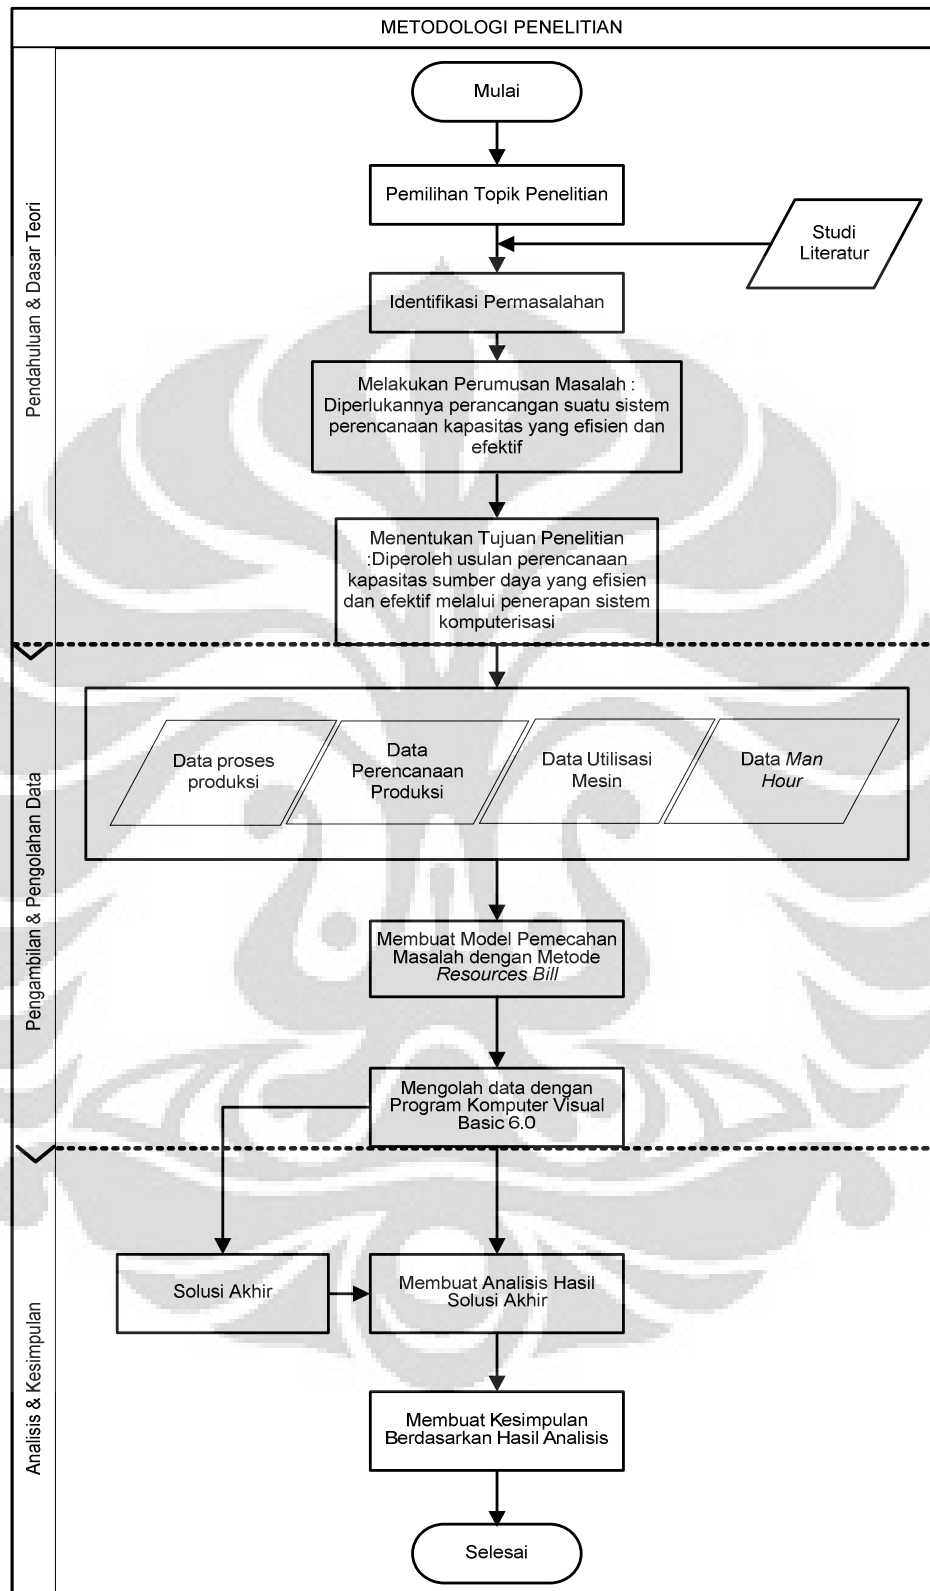 METODOLOGI PENELITIAN
Pendahuluan & Dasar Teori
Mulai
Pemilihan Topik Penelitian
Studi
Literatur
Identifikasi Permasalahan
Melakukan Perumusan Masalah :
Diperlukannya perancangan suatu sistem
perencanaan kapasitas yang efisien dan
efektif
Menentukan Tujuan Penelitian
:Diperoleh usulan perencanaan
kapasitas sumber daya yang efisien
dan efektif melalui penerapan sistem
komputerisasi
Pengambilan & Pengolahan Data
Data proses
produksi
Data
Perencanaan
Produksi
Data Utilisasi
Mesin
Data Man
Hour
Membuat Model Pemecahan
Masalah dengan Metode
Resources Bill
Mengolah data dengan
Program Komputer Visual
Basic 6.0
Analisis & Kesimpulan
Solusi Akhir
Membuat Analisis Hasil
Solusi Akhir
Membuat Kesimpulan
Berdasarkan Hasil Analisis
Selesai